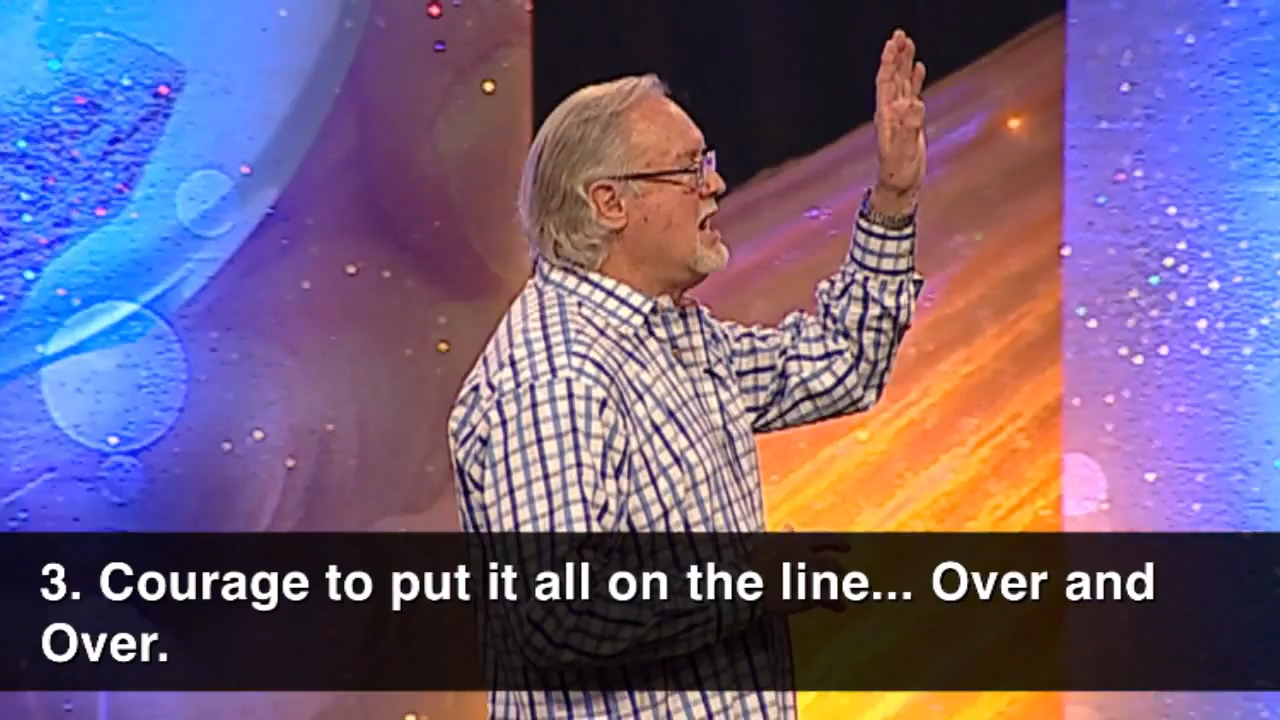 3. Courage to put it all on the line... Over and
Over.